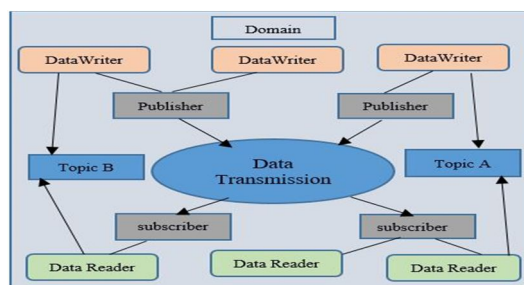 Domain
DataWriter
DataWriter
DataWriter
Publisher
Publisher
Topic B
Data
Transmission
Topic A
subscriber
subscriber
Data Reader
Data Reader
Data Reader